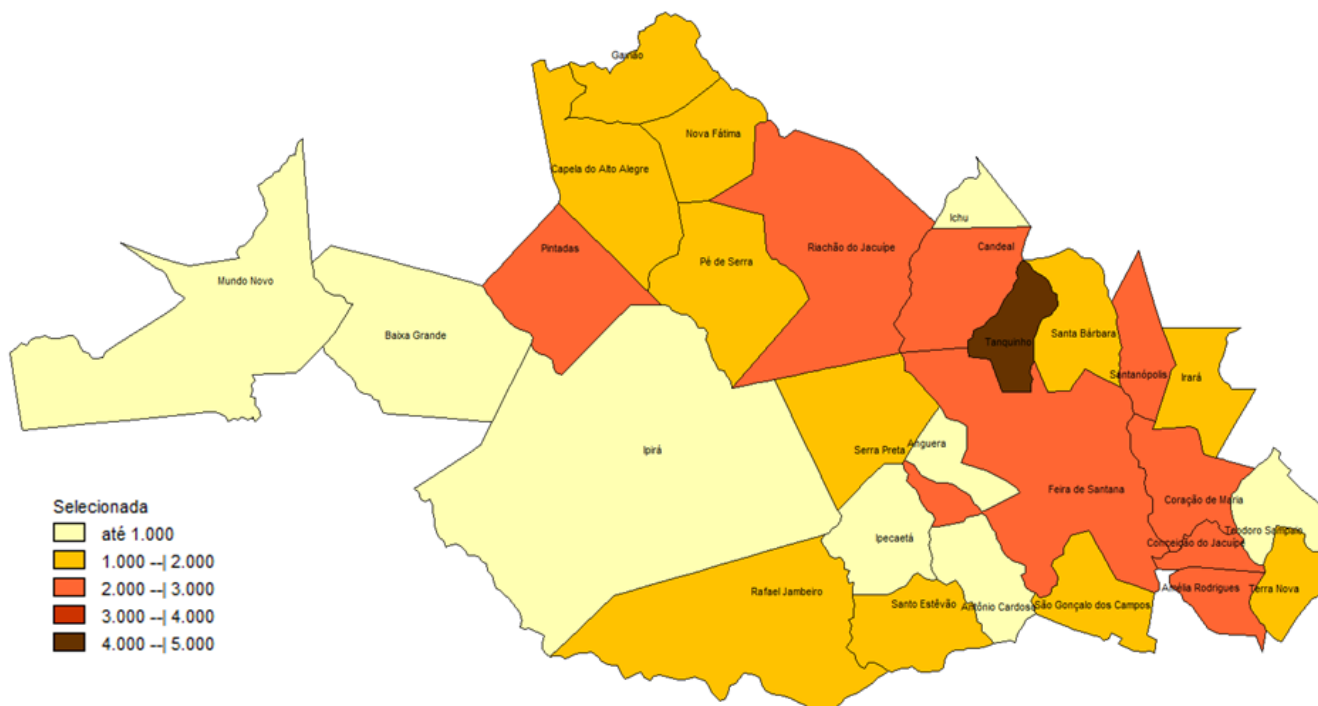 Gavião
Nova Fátima
Capela do Alto Alegre
Ichu
Pintadas
Riachão do Jacuípe
Candeal
Pé de Serra
Mundo Novo
Baixa Grande
Santa Bárbara
Tanquinho
Santanópolis
Irará
Anguera
Ipirá
Serra Preta
Feira de Santana
Coração de Maria
Teodoro Sampaio
Ipecaetá
Conceição do Jacuípe
Rafael Jambeiro
Amélia Rodrigues
Terra Nova
Santo Estêvão
Antônio Cardoso
São Gonçalo dos Campos
Selecionada
até 1.000
1.000 --| 2.000
2.000 --| 3.000
3.000 --| 4.000
4.000 --| 5.000